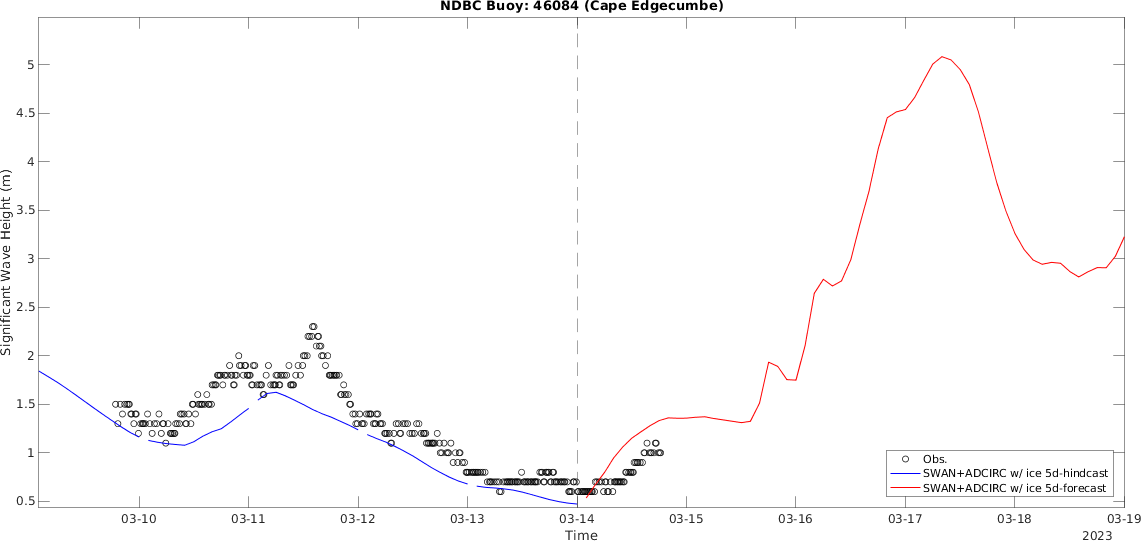 NDBC Buoy: 46084 (Cape Edgecumbe)
Significant Wave Height (m)
5
4.5
4
3.5
3
2.5
2
1.5
1
0.5
Obs.
SWAN+ADCIRC w/ ice 5d-hindcast
SWAN+ADCIRC w/ ice 5d-forecast
03-10 03-11 03-12 03-13 03-14 03-15 03-16 03-17 03-18 03-19
Time
2023